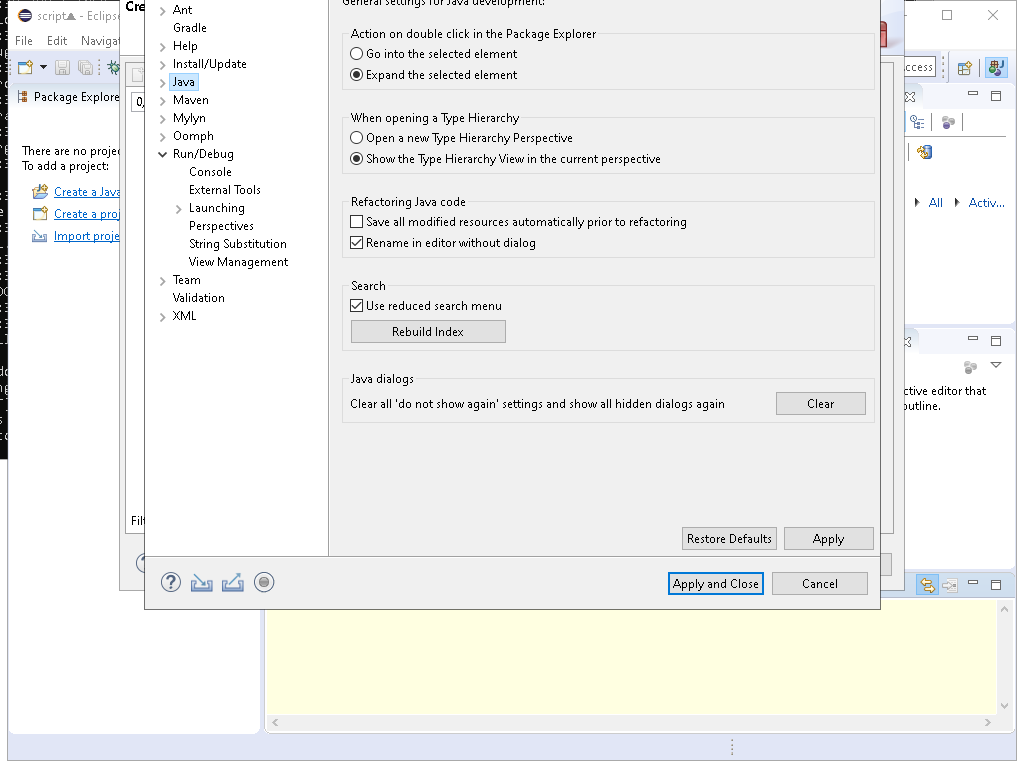 script - Eclipse
File Edit Navigat
Package Explore
There are no projec
To add a project:
Create a Java
Create a proj
Import proje
Cre
Filt
Ant
Gradle
Help
Install/Update
Java
Maven
Mylyn
Oomph
Run/Debug
Console
External Tools
Launching
Perspectives
String Substitution
View Management
Team
Validation
XML
General settings for Java development:
Action on double click in the Package Explorer
Go into the selected element
Expand the selected element
When opening a Type Hierarchy
Open a new Type Hierarchy Perspective
Show the Type Hierarchy View in the current perspective
Refactoring Java code
Save all modified resources automatically prior to refactoring
Rename in editor without dialog
Search
Use reduced search menu
Rebuild Index
Java dialogs
Clear all 'do not show again' settings and show all hidden dialogs again
Clear
Restore Defaults Apply
Apply and Close Cancel
ccess
All Activ...
ctive editor that
outline.